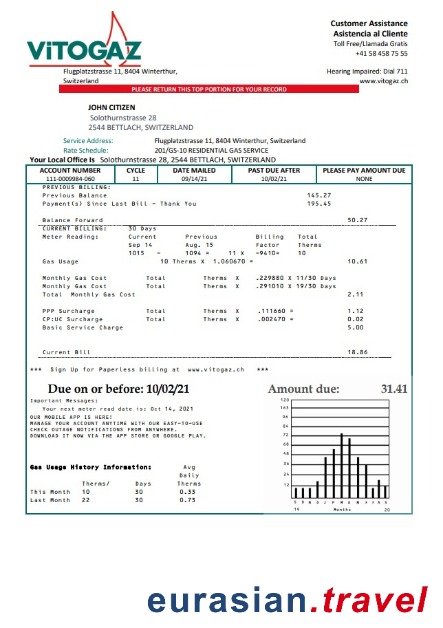 ViTOGAZ
SWITZERLAND
Flugplatzstrasse 11, 8404 Winterthur,
Switzerland
Customer Assistance
Asistencia al Cliente
Toll Free/Llamada Gratis
+41 58 458 75 55
Hearing Impaired: Dial 711
www.vitogaz.ch
PLEASE RETURN THIS TOP PORTION FOR YOUR RECORD
JOHN CITIZEN
Solothurnstrasse 28
2544 BETTLACH, SWITZERLAND
Service Address: Flugplatzstrasse 11, 8404 Winterthur, Switzerland
Rate Schedule: 201/GS-10 RESIDENTIAL GAS SERVICE
Your Local Office Is Solothurnstrasse 28, 2544 BETTLACH, SWITZERLAND
ACCOUNT NUMBER CYCLE DATE MAILED PAST DUE AFTER PLEASE PAY AMOUNT DUE
111-0009984-060 11 09/14/21 10/02/21 NONE
PREVIOUS BILLING:
Previous Balance 145.27
Payment(s) Since Last Bill - Thank You 195.45
Balance Forward 50.27
CURRENT BILLING: 30 Days
Meter Reading: Current Previous Billing Total
Sep 14 Aug. 15 Factor Therms
1015 = 1094 = 11 X -9410= 10
Gas Usage 10 Therms X 1.060670 = 10.61
Monthly Gas Cost Total Therms X .229880 X 11/30 Days
Monthly Gas Cost Total Therms X .291010 X 19/30 Days
Total Monthly Gas Cost 2.11
PPP Surcharge Total Therms X .111660 = 1.12
CP:UC Surcharge Total Therms X .002470 = 0.02
Basic Service Charge 5.00
Current Bill 18.86
*** Sign Up for Paperless billing at www.vitogaz.ch ***
Due on or before: 10/02/21 Amount due: 31.41
Important Messages:
Your next meter read date is: Oct 14, 2021
OUR MOBILE APP IS HERE!
MANAGE YOUR ACCOUNT ANYTIME WITH OUR EASY-TO-USE
CHECK OUTAGE NOTIFICATIONS FROM ANYWHERE.
DOWNLOAD IT NOW VIA THE APP STORE OR GOOGLE PLAY.
Gas Usage History Information: Avg
Daily
Therms/ Days Therms
This Month 10 30 0.33
Last Month 22 30 0.73
120
103
84
72
60
48
36
24
12
S O N D J F M A M J J A S
10 Months 20
eurasian.travel